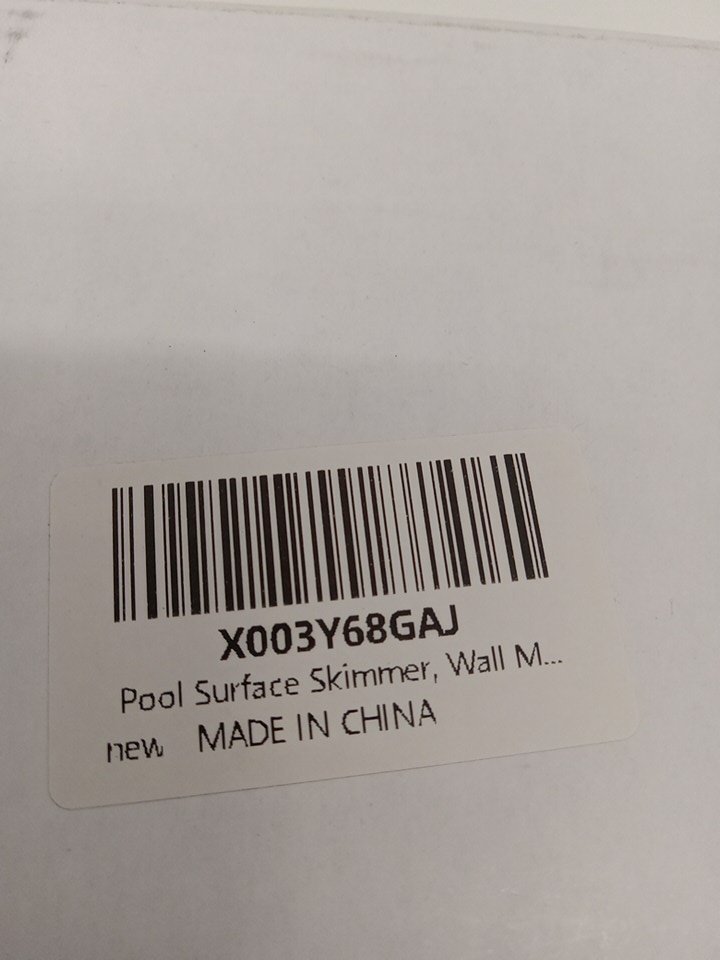 X003Y68GAJ
Pool Surface Skimmer, Wall M...
new MADE IN CHINA